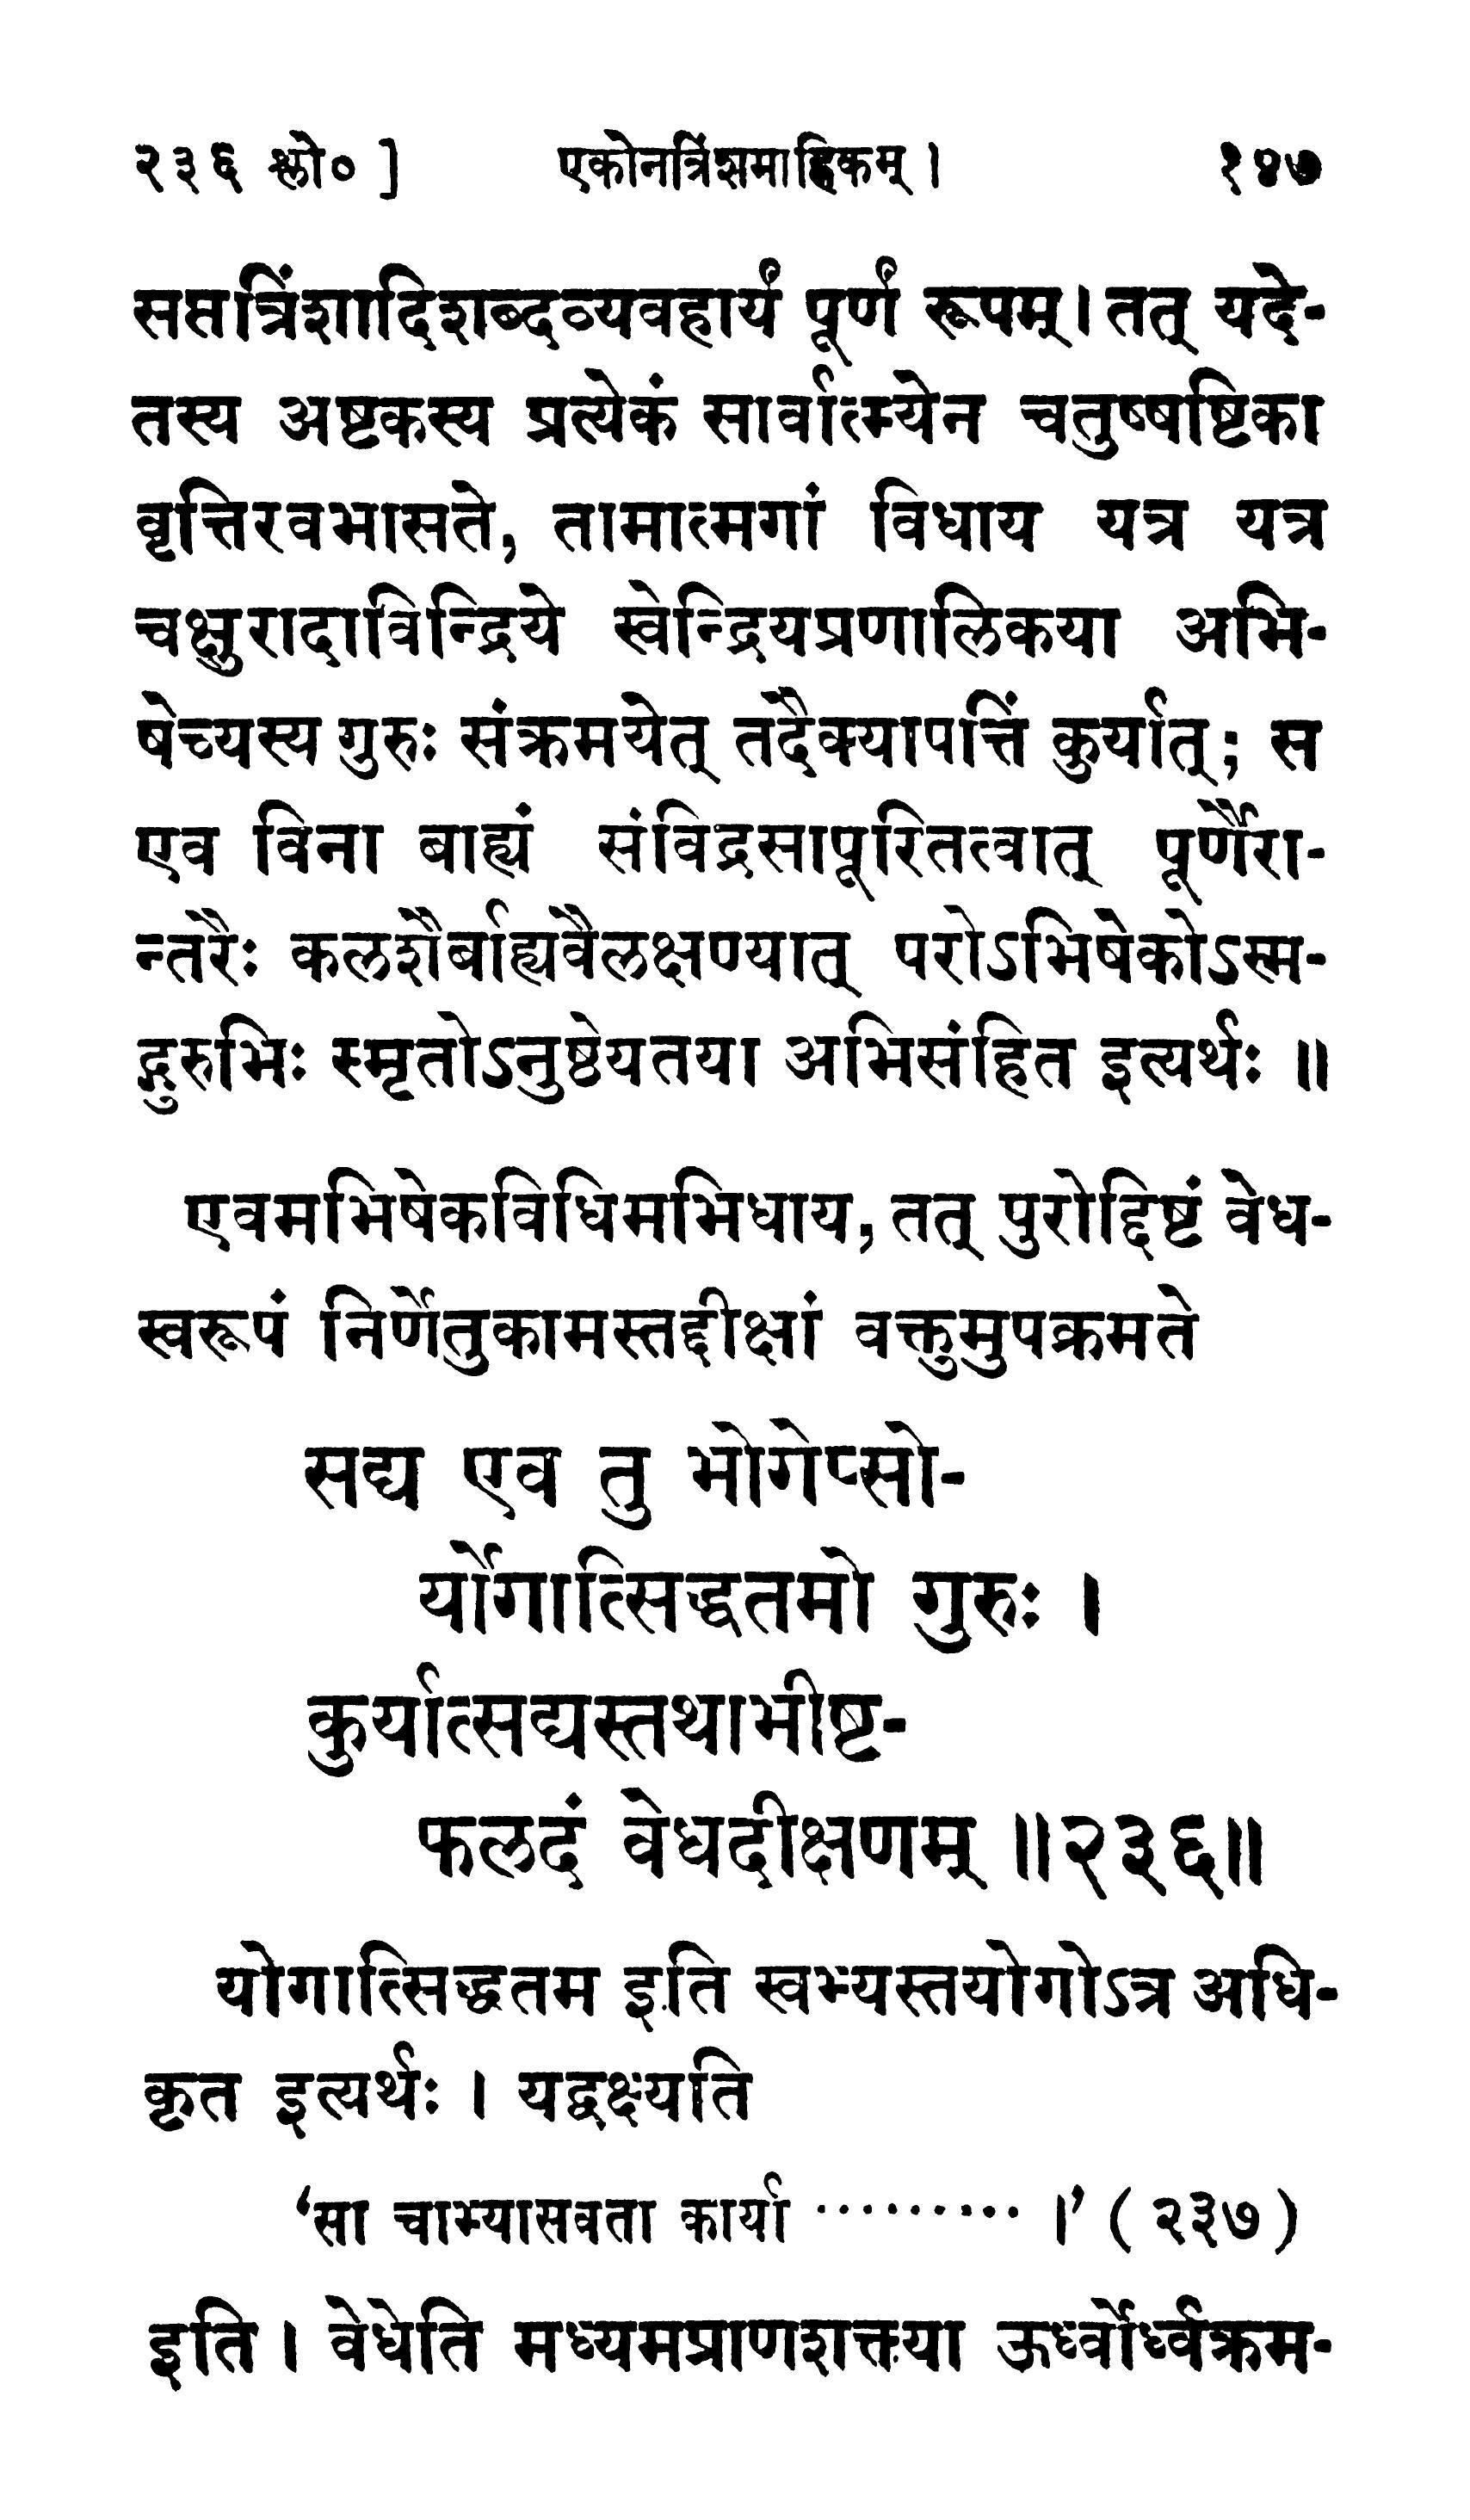 २३६ श्लो० ] एकोनत्रिंशमाह्निकम् । १४७
सप्तत्रिंशादिशब्दव्यवहार्यं पूर्णं रूपम् । तत् यदे-
तस्य अष्टकस्य प्रत्येकं सार्वात्म्येन चतुष्षष्टिका
वृत्तिरवभासते, तामात्मगां विधाय यत्र यत्र
चक्षुरादाविन्द्रिये स्वेन्द्रियप्रणालिकया अभि-
षेच्यस्य गुरुः संक्रमयेत् तदैक्यापत्तिं कुर्यात्; स
एव विना बाह्यं संविद्रसापूरितत्वात् पूर्णैरा-
न्तरैः कलशैर्बाह्यवैलक्षण्यात् परोऽभिषेकोऽस्म-
द्गुरुभिः स्मृतोऽनुष्ठेयतया अभिसंहित इत्यर्थः ॥
एवमभिषेकविधिमभिधाय, तत् पुरोद्दिष्टं वेध-
स्वरूपं निर्णेतुकामस्तद्दीक्षां वक्तुमुपक्रमते
सद्य एव तु भोगेप्सो-
र्योगात्सिद्धतमो गुरुः ।
कुर्यात्सद्यस्तथाभीष्ट-
फलदं वेधदीक्षणम् ॥२३६॥
योगात्सिद्धतम इति स्वभ्यस्तयोगोऽत्र अधि-
कृत इत्यर्थः । यद्वक्ष्यति
‘सा चाभ्यासवता कार्या ········· ।’ ( २३७ )
इति । वेधेति मध्यमप्राणशक्त्या ऊर्ध्वोर्ध्वक्रम-